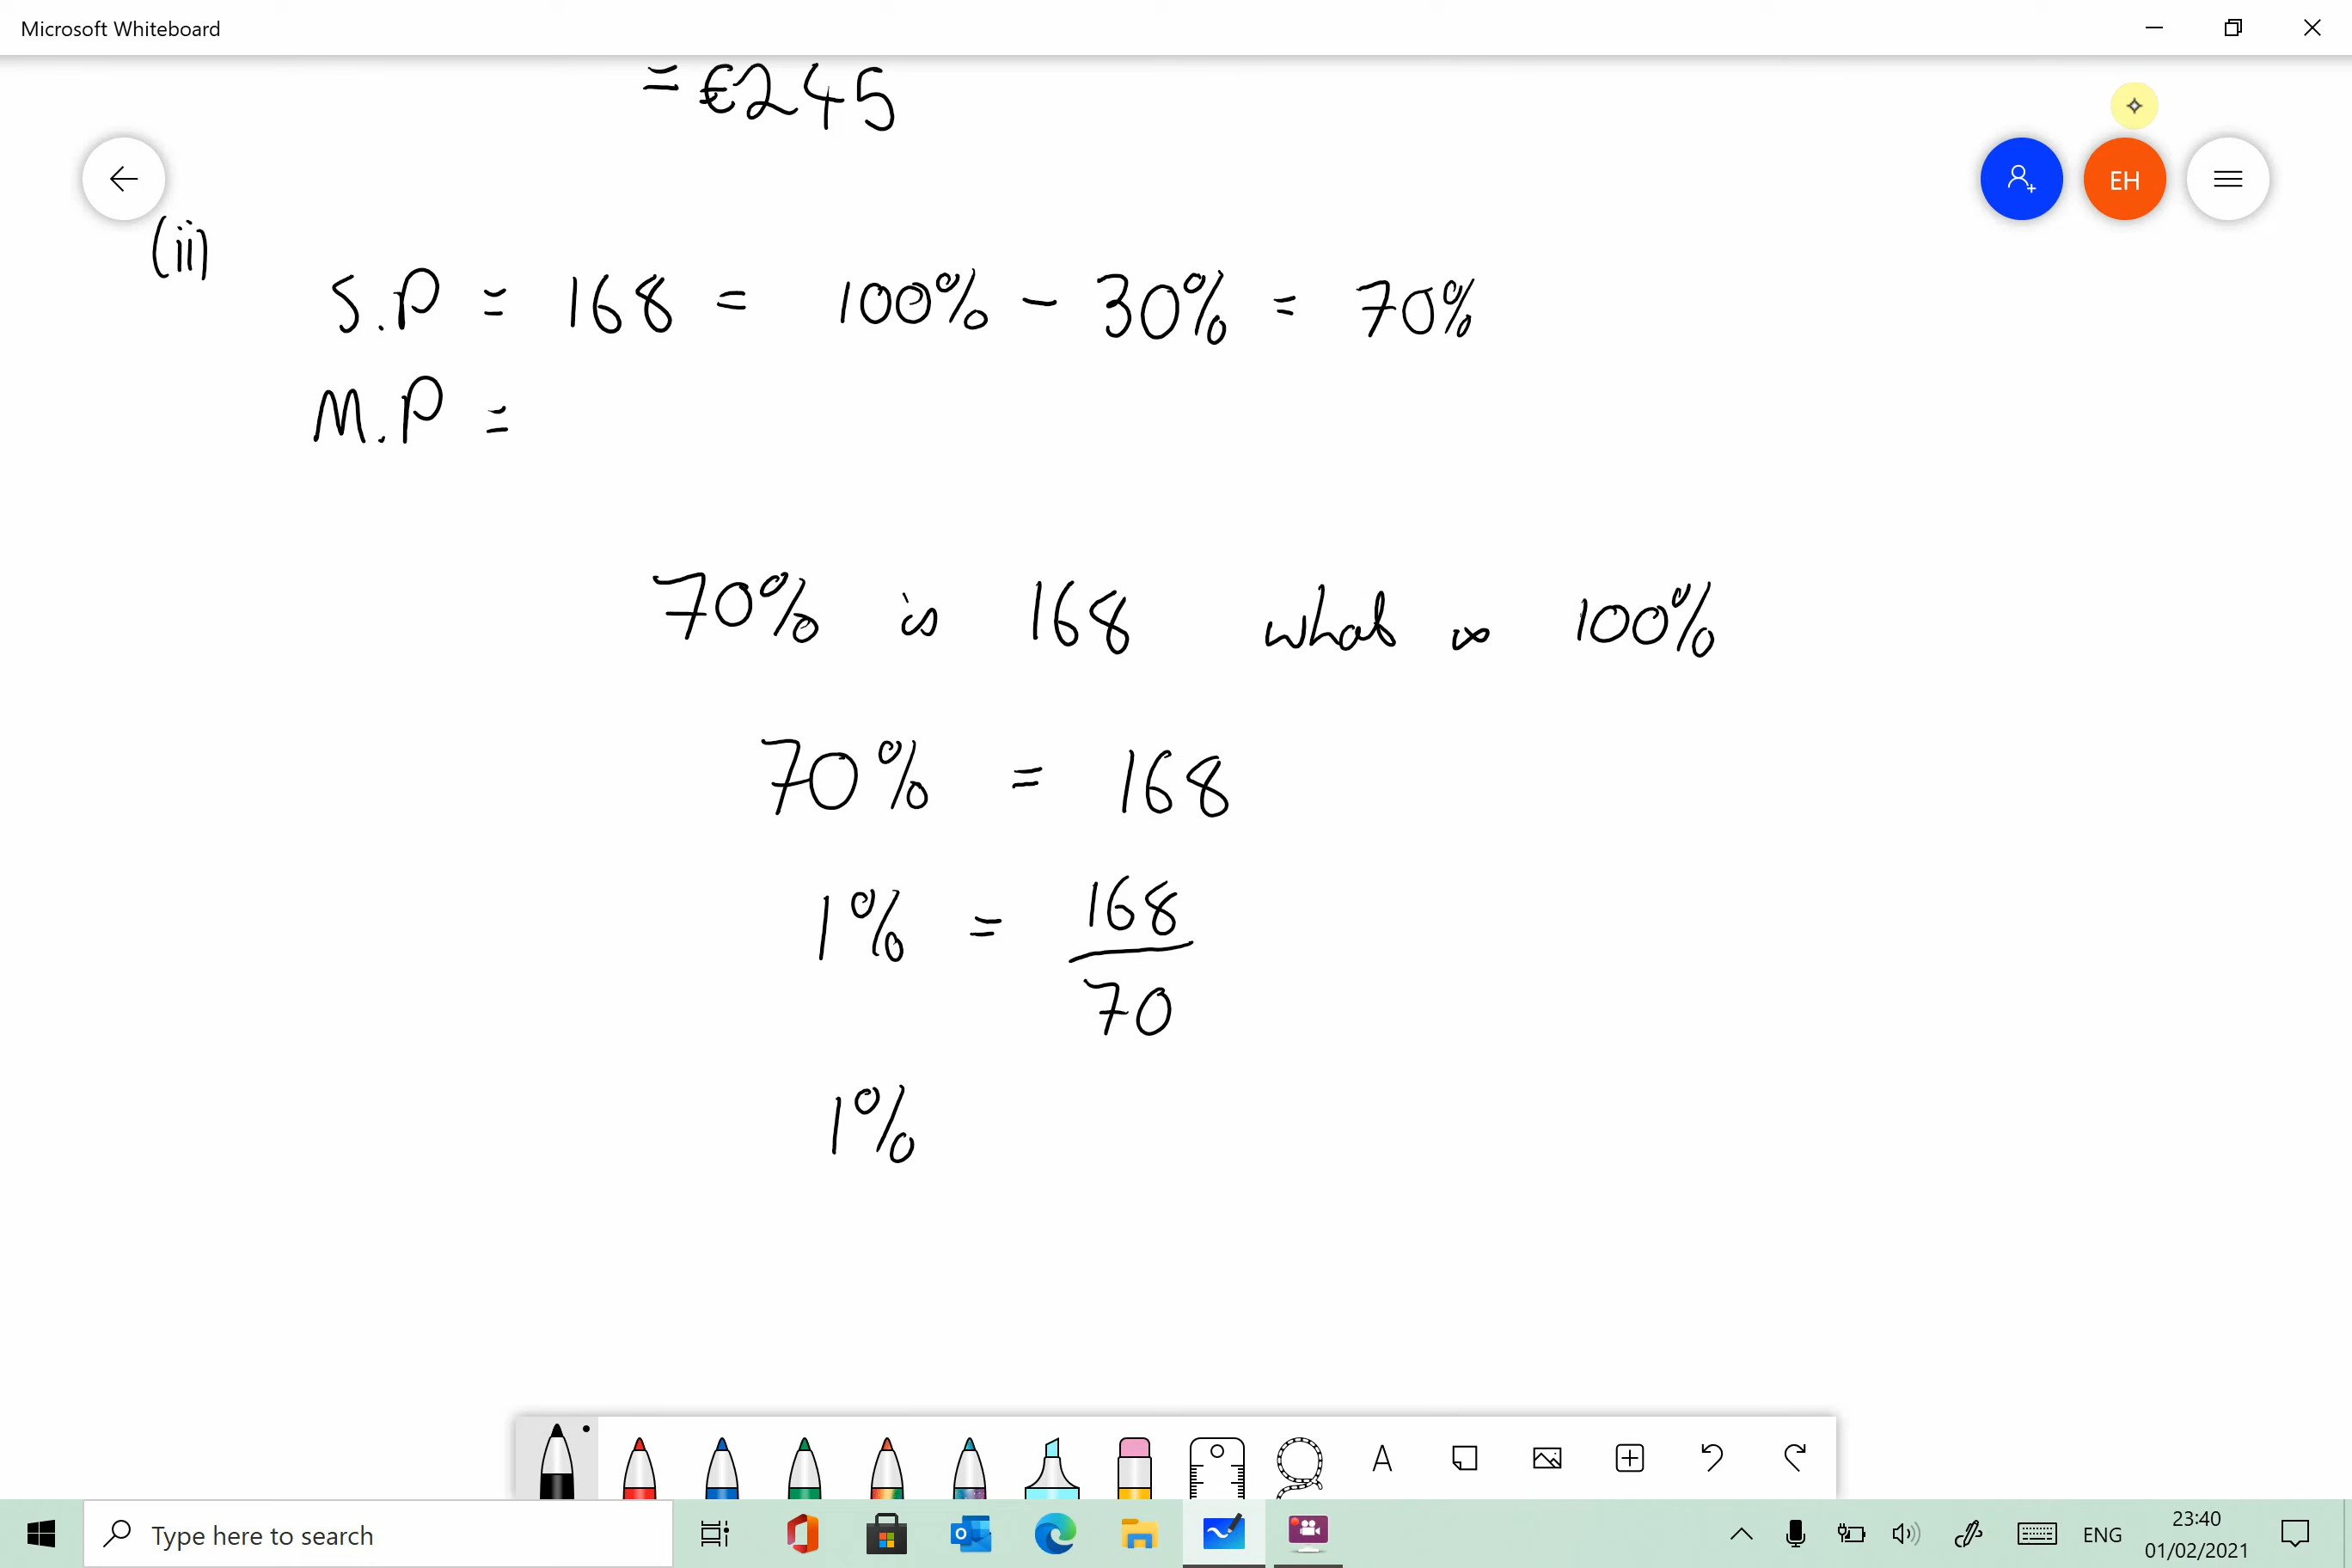 Microsoft Whiteboard
= €245
EH
(ii)
S.P = 168 = 100% - 30% = 70%
M.P =
70% is 168 what is 100%
70% = 168
1% = 168
70
1%
A
Type here to search
ENG
23:40
01/02/2021